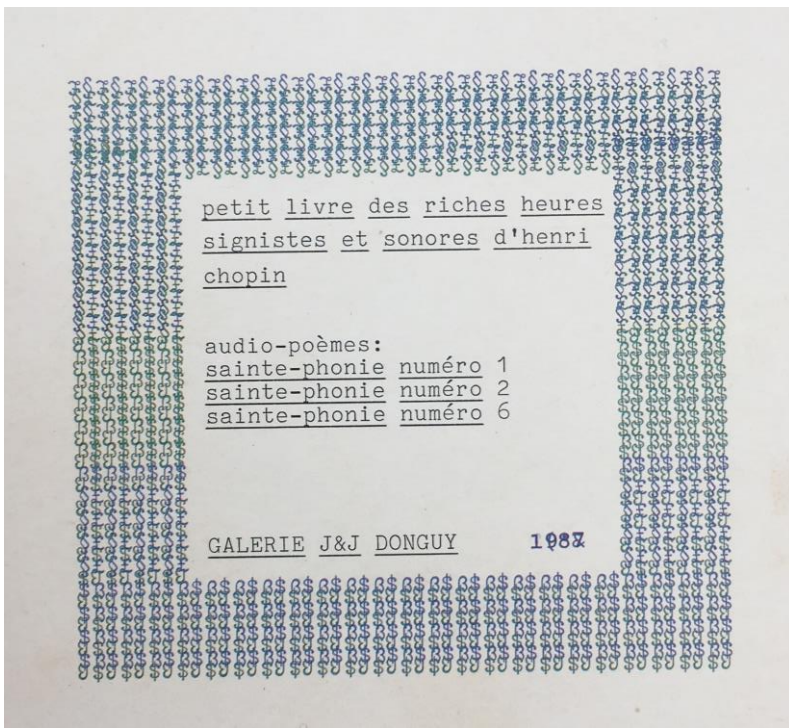 petit livre des riches heures
signistes et sonores d'henri
chopin
audio-poèmes:
sainte-phonie numéro 1
sainte-phonie numéro 2
sainte-phonie numéro 6
GALERIE J&J DONGUY